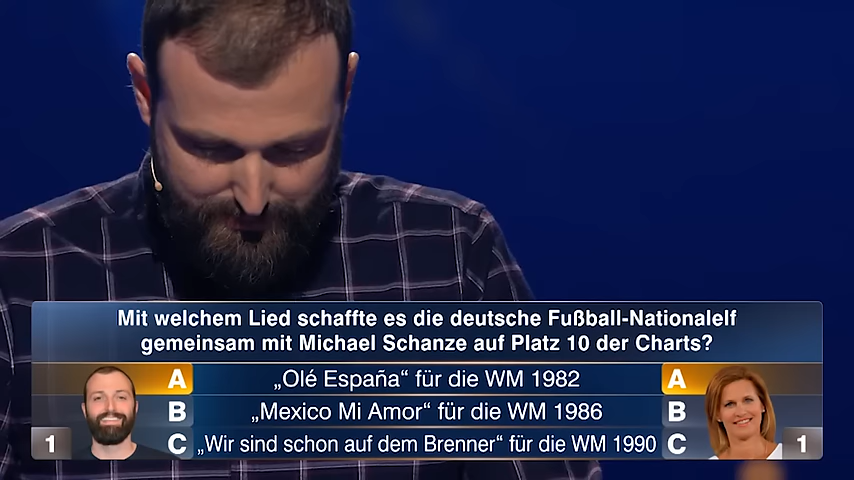 Mit welchem Lied schaffte es die deutsche Fußball-Nationalelf
gemeinsam mit Michael Schanze auf Platz 10 der Charts?
A „Olé España“ für die WM 1982 A
B „Mexico Mi Amor“ für die WM 1986 B
1 C „Wir sind schon auf dem Brenner“ für die WM 1990 C 1